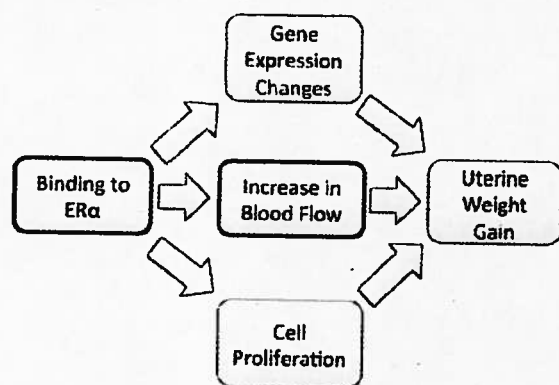 Gene
Expression
Changes
Binding to
ERα
Increase in
Blood Flow
Uterine
Weight
Gain
Cell
Proliferation